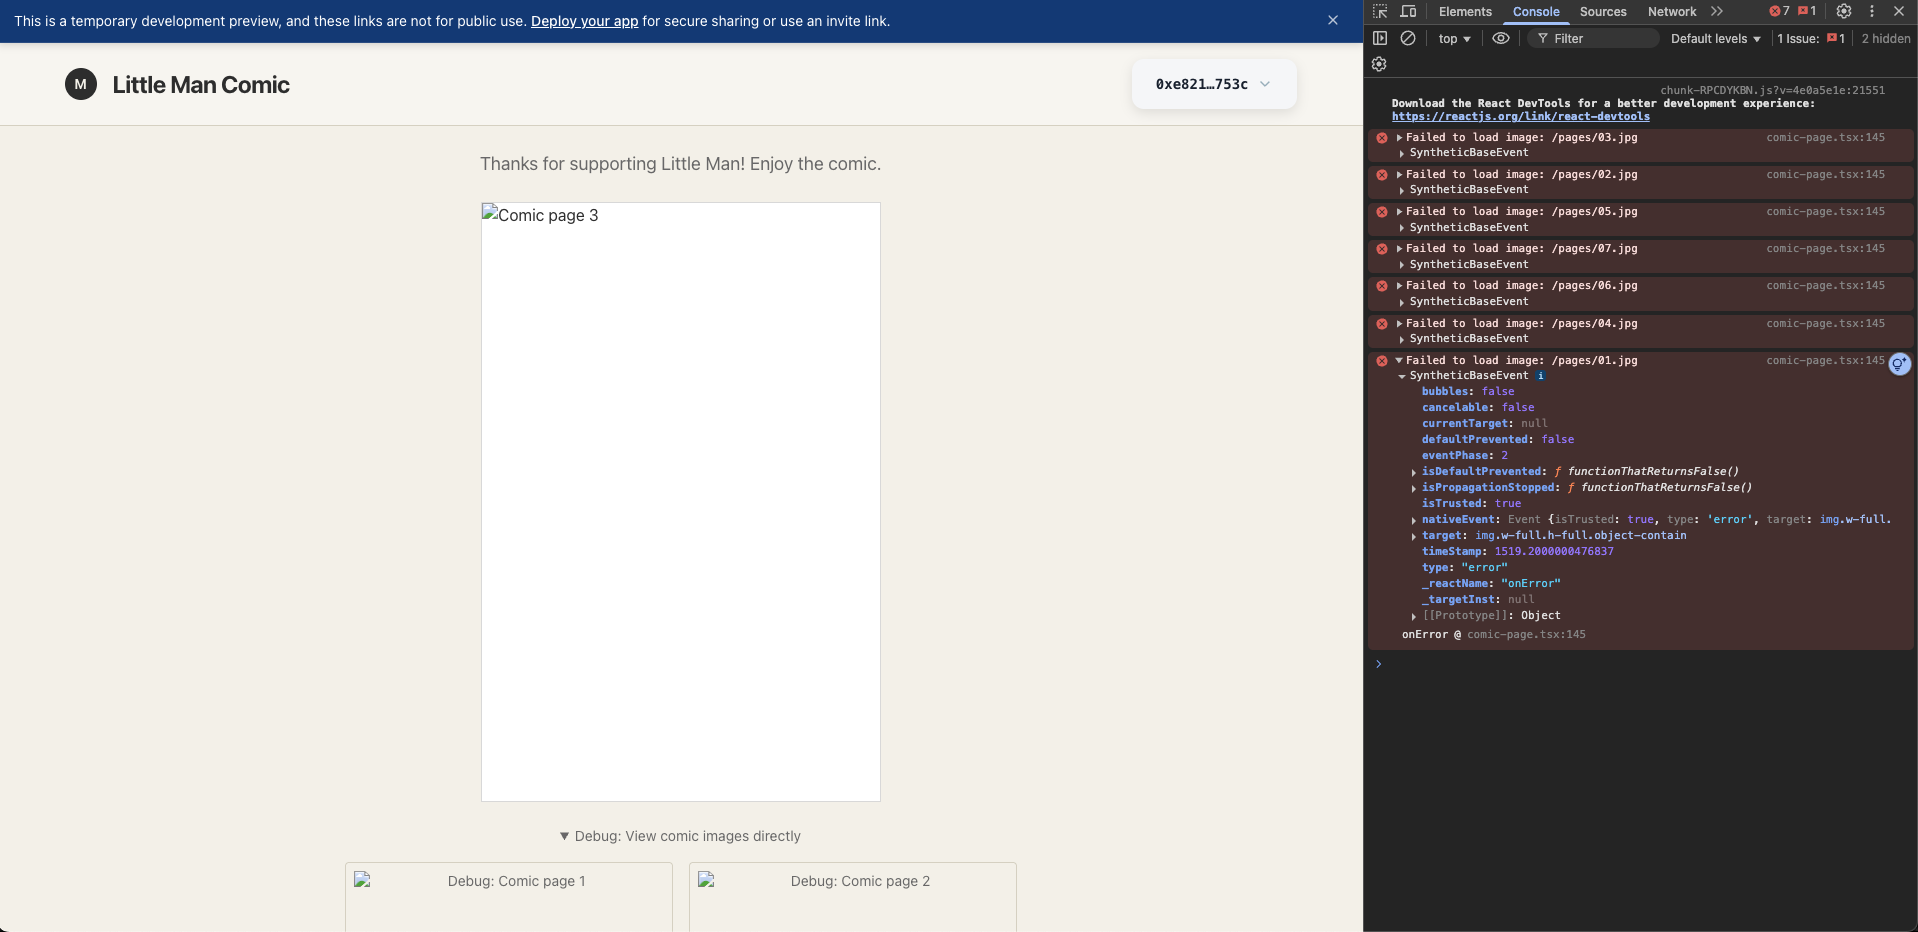 This is a temporary development preview, and these links are not for public use. Deploy your app for secure sharing or use an invite link.
M Little Man Comic
0xe821…753c
Thanks for supporting Little Man! Enjoy the comic.
Comic page 3
Debug: View comic images directly
Debug: Comic page 1
Debug: Comic page 2
Elements Console Sources Network 7 1
top Filter Default levels 1 Issue: 1 2 hidden
chunk-RPCDYKBN.js?v=4e0a5e1e:21551
Download the React DevTools for a better development experience:
https://reactjs.org/link/react-devtools
Failed to load image: /pages/03.jpg comic-page.tsx:145
SyntheticBaseEvent
Failed to load image: /pages/02.jpg comic-page.tsx:145
SyntheticBaseEvent
Failed to load image: /pages/05.jpg comic-page.tsx:145
SyntheticBaseEvent
Failed to load image: /pages/07.jpg comic-page.tsx:145
SyntheticBaseEvent
Failed to load image: /pages/06.jpg comic-page.tsx:145
SyntheticBaseEvent
Failed to load image: /pages/04.jpg comic-page.tsx:145
SyntheticBaseEvent
Failed to load image: /pages/01.jpg comic-page.tsx:145
SyntheticBaseEvent i
bubbles: false
cancelable: false
currentTarget: null
defaultPrevented: false
eventPhase: 2
isDefaultPrevented: ƒ functionThatReturnsFalse()
isPropagationStopped: ƒ functionThatReturnsFalse()
isTrusted: true
nativeEvent: Event {isTrusted: true, type: 'error', target: img.w-full.
target: img.w-full.h-full.object-contain
timeStamp: 1519.2000000476837
type: "error"
_reactName: "onError"
_targetInst: null
[[Prototype]]: Object
onError @ comic-page.tsx:145